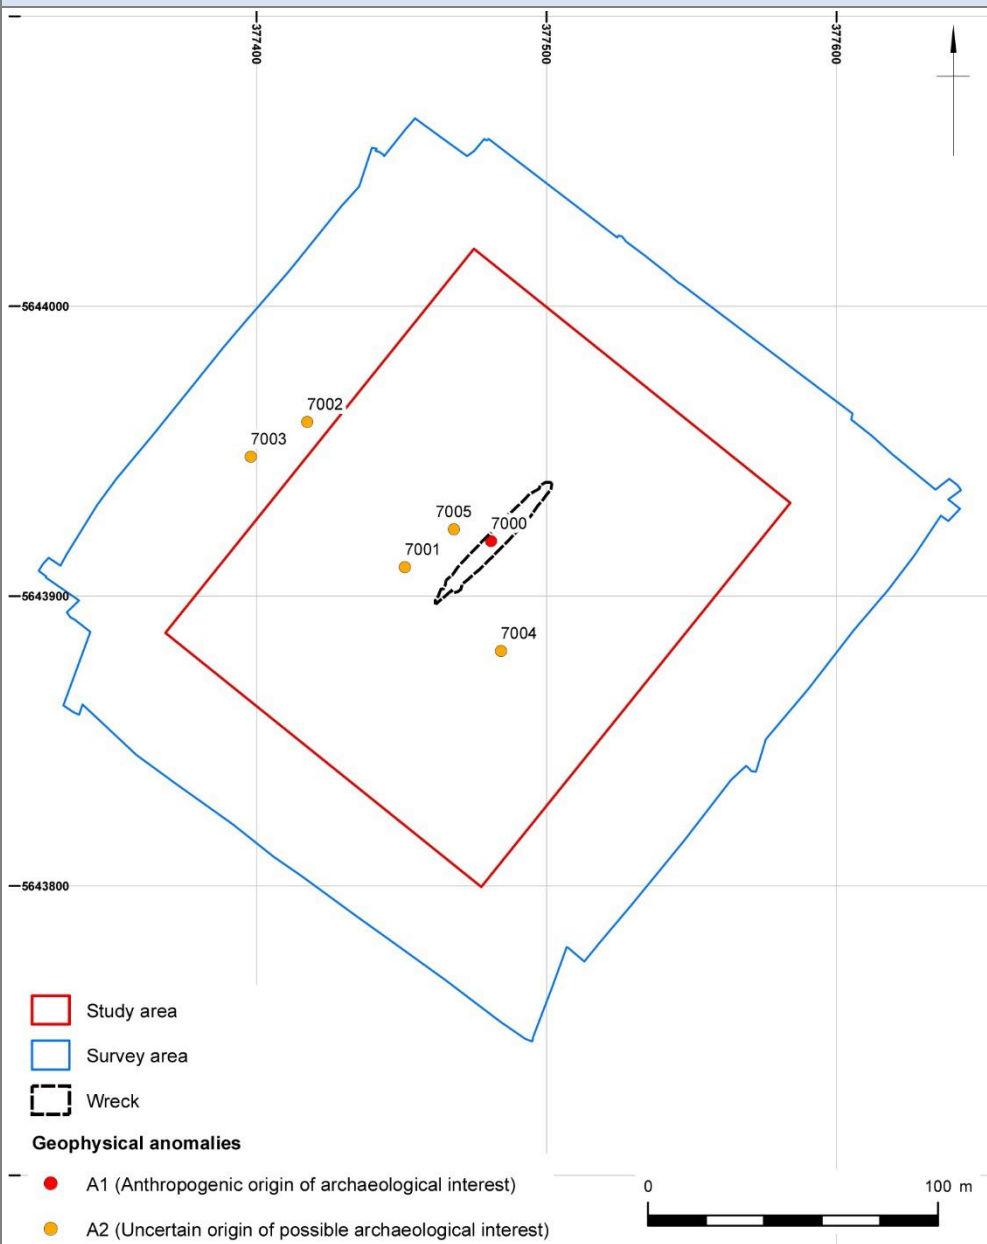 377400
377500
377600
5644000
7002
7003
7005
7000
7001
5643900
7004
5643800
Study area
Survey area
Wreck
Geophysical anomalies
A1 (Anthropogenic origin of archaeological interest)
0 100 m
A2 (Uncertain origin of possible archaeological interest)